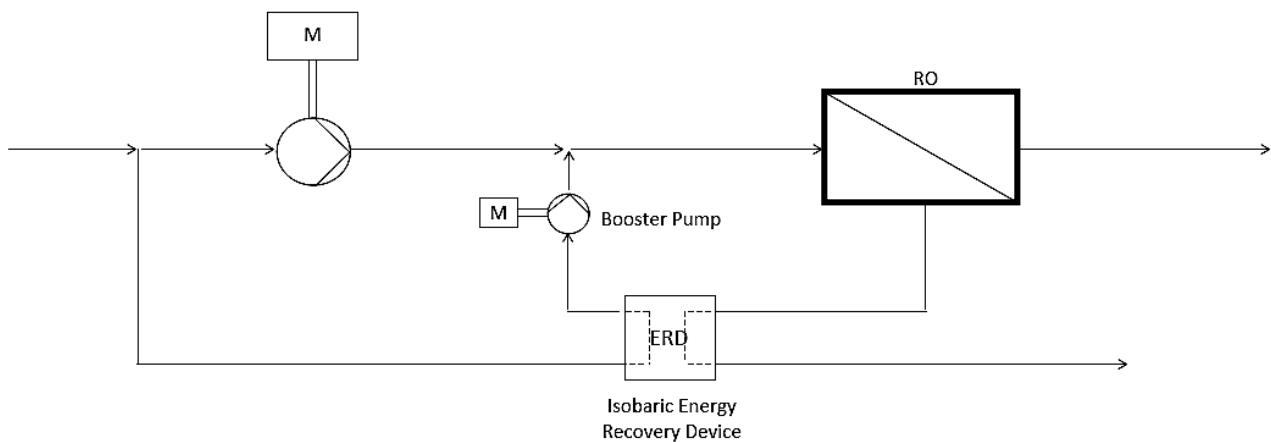 M
RO
M
Booster Pump
ERD
Isobaric Energy
Recovery Device